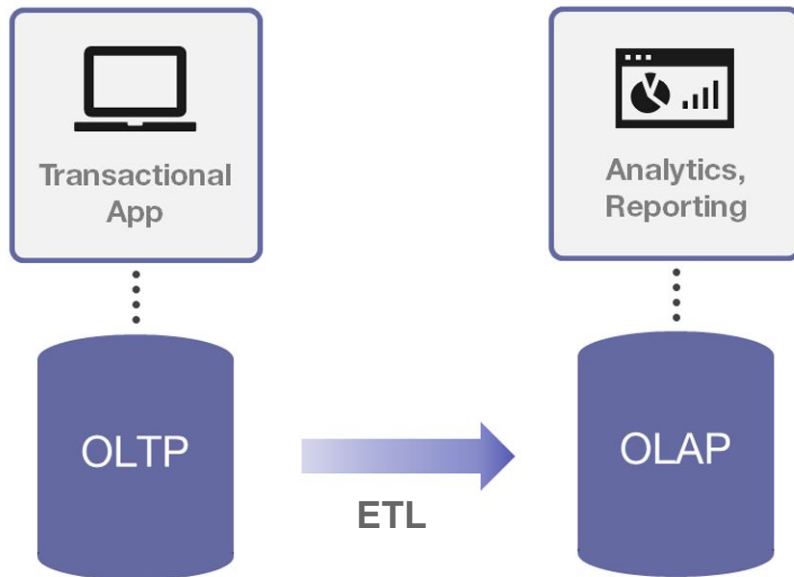 Transactional
App
Analytics,
Reporting
OLTP
ETL
OLAP